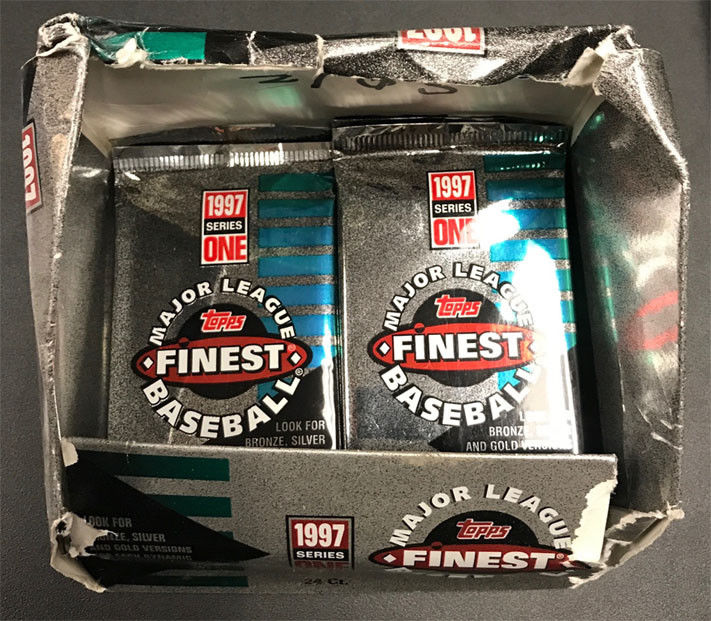 1997
1997
1997
SERIES
ONE
MAJOR LEAGUE
Topps
FINEST®
BASEBALL®
LOOK FOR
BRONZE, SILVER
1997
SERIES
ONE
MAJOR LEAGUE
Topps
FINEST
BASEBALL
AND GOLD VERSIONS
LOOK FOR
BRONZE, SILVER
AND GOLD VERSIONS
1997
SERIES
ONE
24 Ct.
MAJOR LEAGUE
Topps
FINEST®